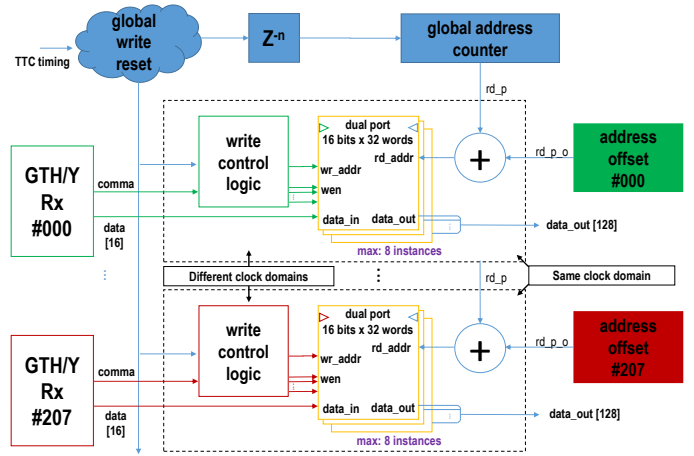 global
write
reset
Z-n
global address
counter
TTC timing
rd_p
write
control
logic
dual port
16 bits x 32 words
rd_addr
wr_addr
wen
data_in
data_out
+
rd_p_o
address
offset
#000
GTH/Y
Rx
#000
comma
data
[16]
data_out [128]
max: 8 instances
Different clock domains
Same clock domain
rd_p
write
control
logic
dual port
16 bits x 32 words
rd_addr
wr_addr
wen
data_in
data_out
+
rd_p_o
address
offset
#207
GTH/Y
Rx
#207
comma
data
[16]
data_out [128]
max: 8 instances